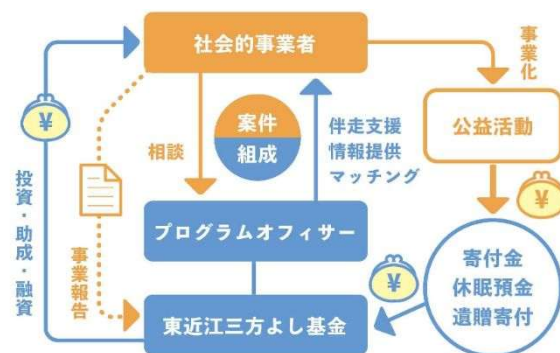 社会的事業者
事業化
¥
案件
組成
相談
伴走支援
情報提供
マッチング
公益活動
¥
投資・助成・融資
事業報告
プログラムオフィサー
寄付金
休眠預金
遺贈寄付
¥
東近江三方よし基金